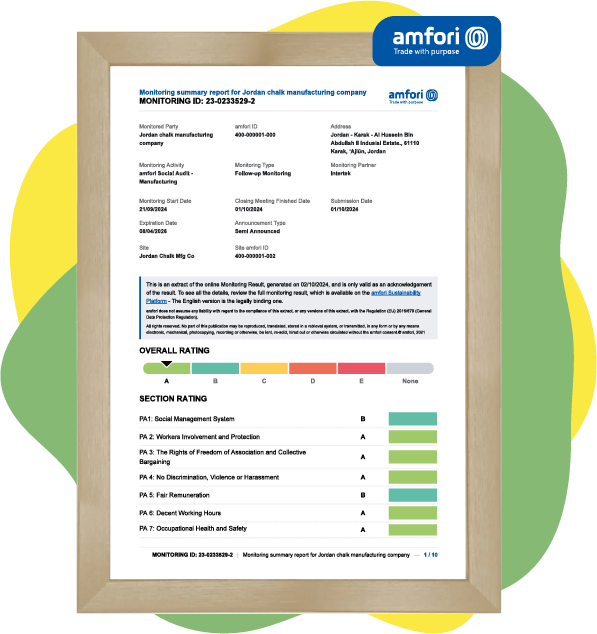 amfori
Trade with purpose
Monitoring summary report for Jordan chalk manufacturing company
MONITORING ID: 23-0233529-2
amfori
Trade with purpose
Monitored Party
Jordan chalk manufacturing
company
amfori ID
400-000001-000
Address
Jordan - Karak - Al Hussein Bin
Abdullah II Indusial Estate., 61110
Karak, 'Ajlūn, Jordan
Monitoring Activity
amfori Social Audit -
Manufacturing
Monitoring Type
Follow-up Monitoring
Monitoring Partner
Intertek
Monitoring Start Date
21/09/2024
Closing Meeting Finished Date
01/10/2024
Submission Date
01/10/2024
Expiration Date
08/04/2026
Announcement Type
Semi Announced
Site
Jordan Chalk Mfg Co
Site amfori ID
400-000001-002
This is an extract of the online Monitoring Result, generated on 02/10/2024, and is only valid as an acknowledgement
of the result. To see all the details, review the full monitoring result, which is available on the amfori Sustainability
Platform - The English version is the legally binding one.
amfori does not assume any liability with regard to the compliance of this extract, or any versions of this extract, with the Regulation (EU) 2016/679 (General
Data Protection Regulation).
All rights reserved. No part of this publication may be reproduced, translated, stored in a retrieval system, or transmitted, in any form or by any means
electronic, mechanical, photocopying, recording or otherwise, be lent, re-sold, hired out or otherwise circulated without the amfori consent.© amfori, 2021
OVERALL RATING
A B C D E None
SECTION RATING
PA1: Social Management System B
PA 2: Workers Involvement and Protection A
PA 3: The Rights of Freedom of Association and Collective
Bargaining A
PA 4: No Discrimination, Violence or Harassment A
PA 5: Fair Remuneration B
PA 6: Decent Working Hours A
PA 7: Occupational Health and Safety A
MONITORING ID: 23-0233529-2 | Monitoring summary report for Jordan chalk manufacturing company — 1 / 10